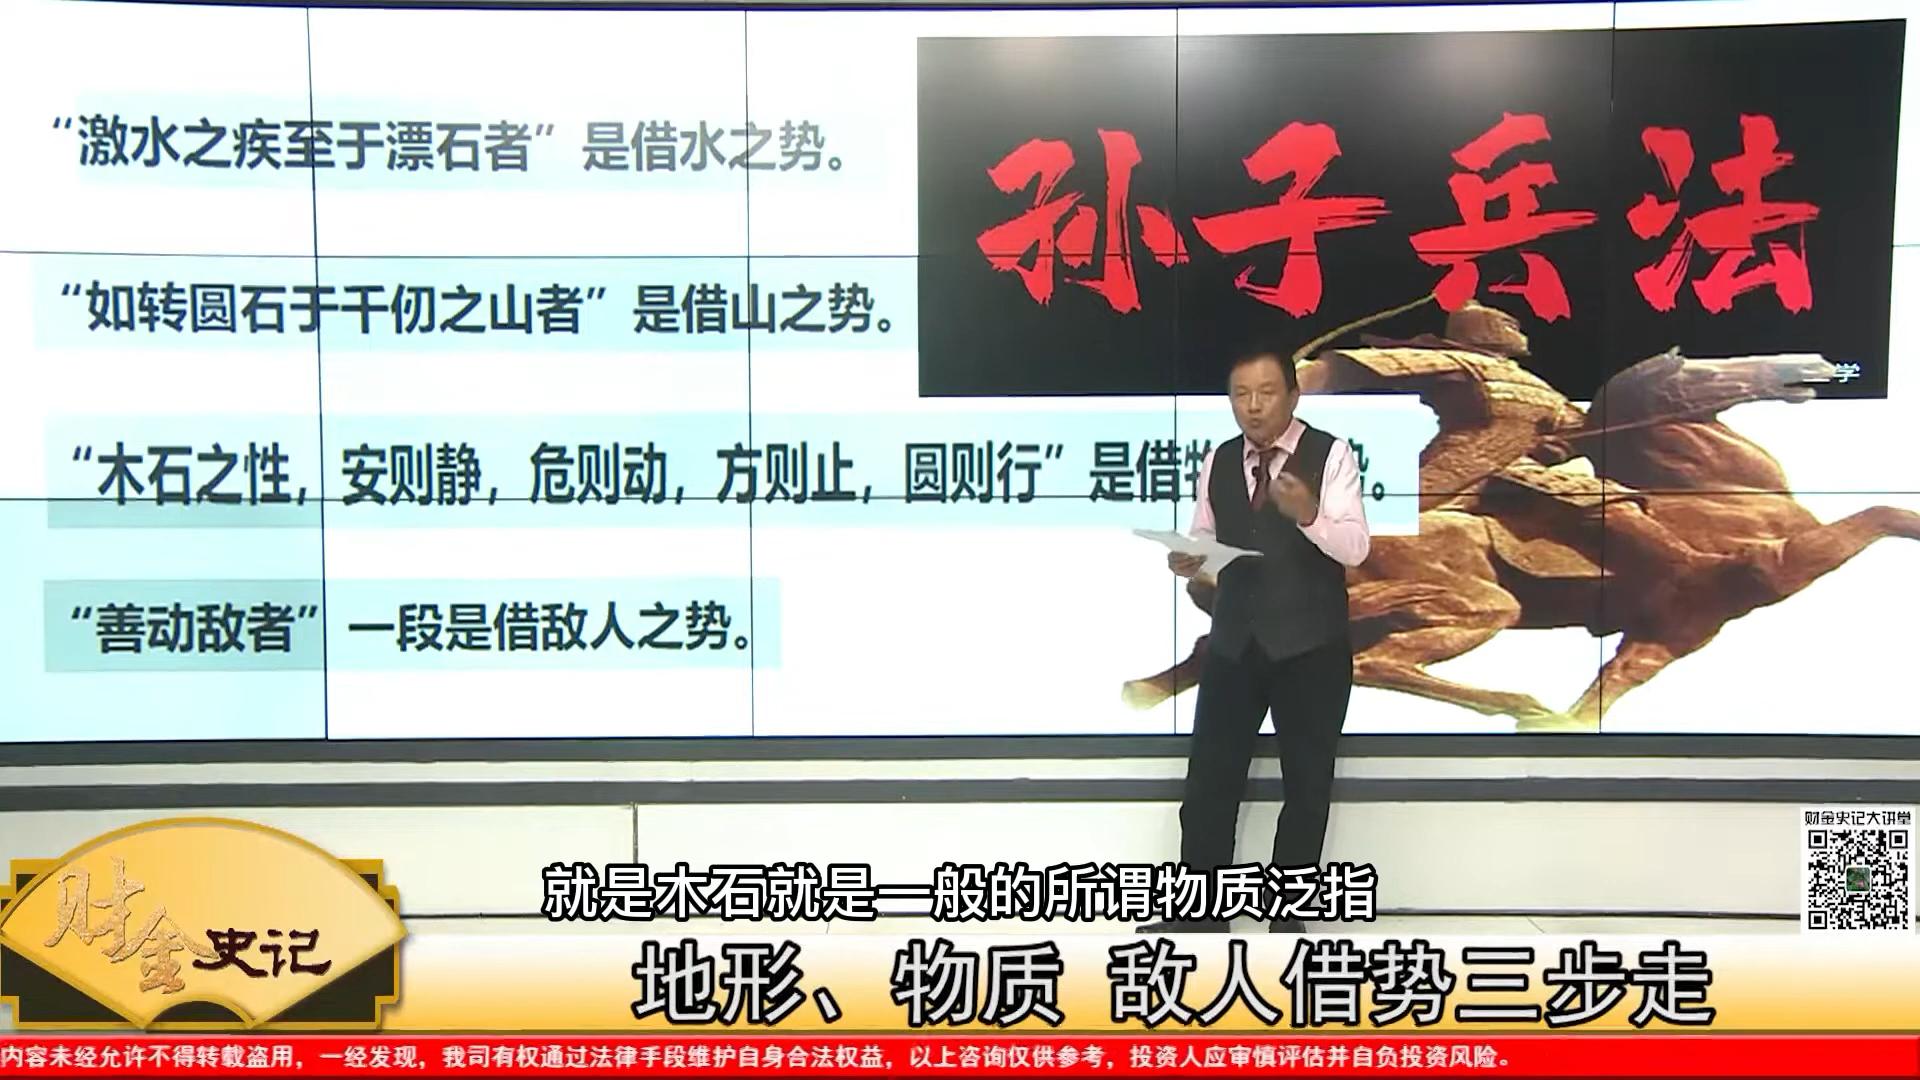 “激水之疾至于漂石者”是借水之势。
孙子兵法
“如转圆石于千仞之山者”是借山之势。
学
“木石之性，安则静，危则动，方则止，圆则行”是借物
势。
“善动敌者” 一段是借敌人之势。
财金史记大讲堂
就是木石就是一般的所谓物质泛指
财金史记
地形、物质 敌人借势三步走
内容未经允许不得转载盗用，一经发现，我司有权通过法律手段维护自身合法权益，以上咨询仅供参考，投资人应审慎评估并自负投资风险。